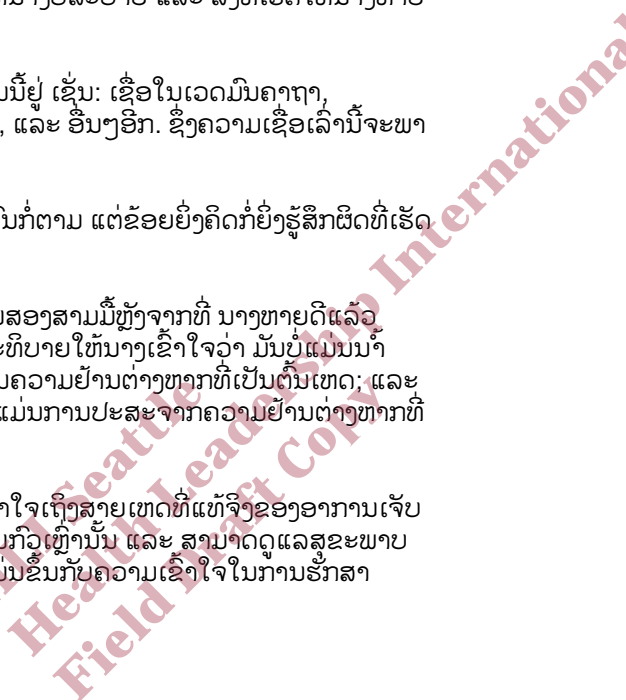 ນີ້ຢູ່ ເຊັ່ນ: ເຊື່ອໃນເວດມົນຄາຖາ,
, ແລະ ອື່ນໆອີກ. ຊຶ່ງຄວາມເຊື່ອເລົ່ານີ້ຈະພາ
ກໍ່ຕາມ ແຕ່ຂ້ອຍຍິ່ງຄິດກໍ່ຍິ່ງຮູ້ສຶກຜິດທີ່ເຮັດ
ສອງສາມມື້ຫຼັງຈາກທີ່ ນາງຫາຍດີແລ້ວ
ະທິບາຍໃຫ້ນາງເຂົ້າໃຈວ່າ ມັນບໍ່ແມ່ນນໍ້າ
ນຄວາມຢ້ານຕ່າງຫາກທີ່ເປັນຕົ້ນເຫດ; ແລະ
ແມ່ນການປະສະຈາກຄວາມຢ້ານຕ່າງຫາກທີ່
າໃຈເຖິງສາຍເຫດທີ່ແທ້ຈິງຂອງອາການເຈັບ
ກົວເຫຼົ່ານັ້ນ ແລະ ສາມາດດູແລສຸຂະພາບ
ນຂຶ້ນກັບຄວາມເຂົ້າໃຈໃນການຮັກສາ
Seattle
Health Leadership International
Field Draft Copy